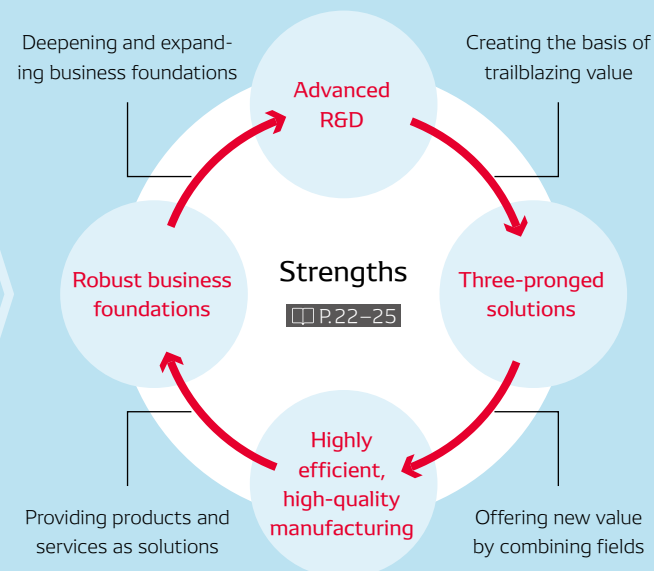 Deepening and expand-
ing business foundations
Creating the basis of
trailblazing value
Advanced
R&D
Robust business
foundations
Strengths
P.22–25
Three-pronged
solutions
Highly
efficient,
high-quality
manufacturing
Providing products and
services as solutions
Offering new value
by combining fields